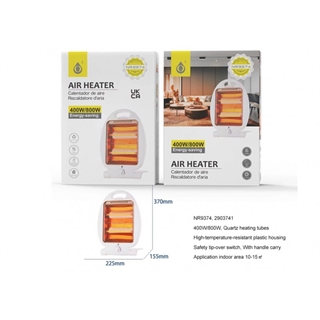 NR9374
AIR HEATER
Calentador de aire
Riscaldatore d'aria
400W/800W
Energy-saving
UK
CA
NR9374
400W/800W
Energy-saving
AIR HEATER
Calentador de aire
Riscaldatore d'aria
370mm
155mm
225mm
NR9374, 2903741
400W/800W, Quartz heating tubes
High-temperature-resistant plastic housing
Safety tip-over switch, With handle carry
Application indoor area 10-15㎡